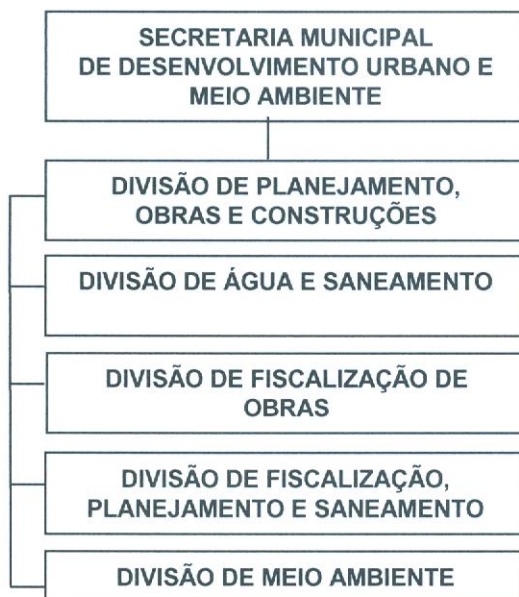 SECRETARIA MUNICIPAL
DE DESENVOLVIMENTO URBANO E
MEIO AMBIENTE
DIVISÃO DE PLANEJAMENTO,
OBRAS E CONSTRUÇÕES
DIVISÃO DE ÁGUA E SANEAMENTO
DIVISÃO DE FISCALIZAÇÃO DE
OBRAS
DIVISÃO DE FISCALIZAÇÃO,
PLANEJAMENTO E SANEAMENTO
DIVISÃO DE MEIO AMBIENTE